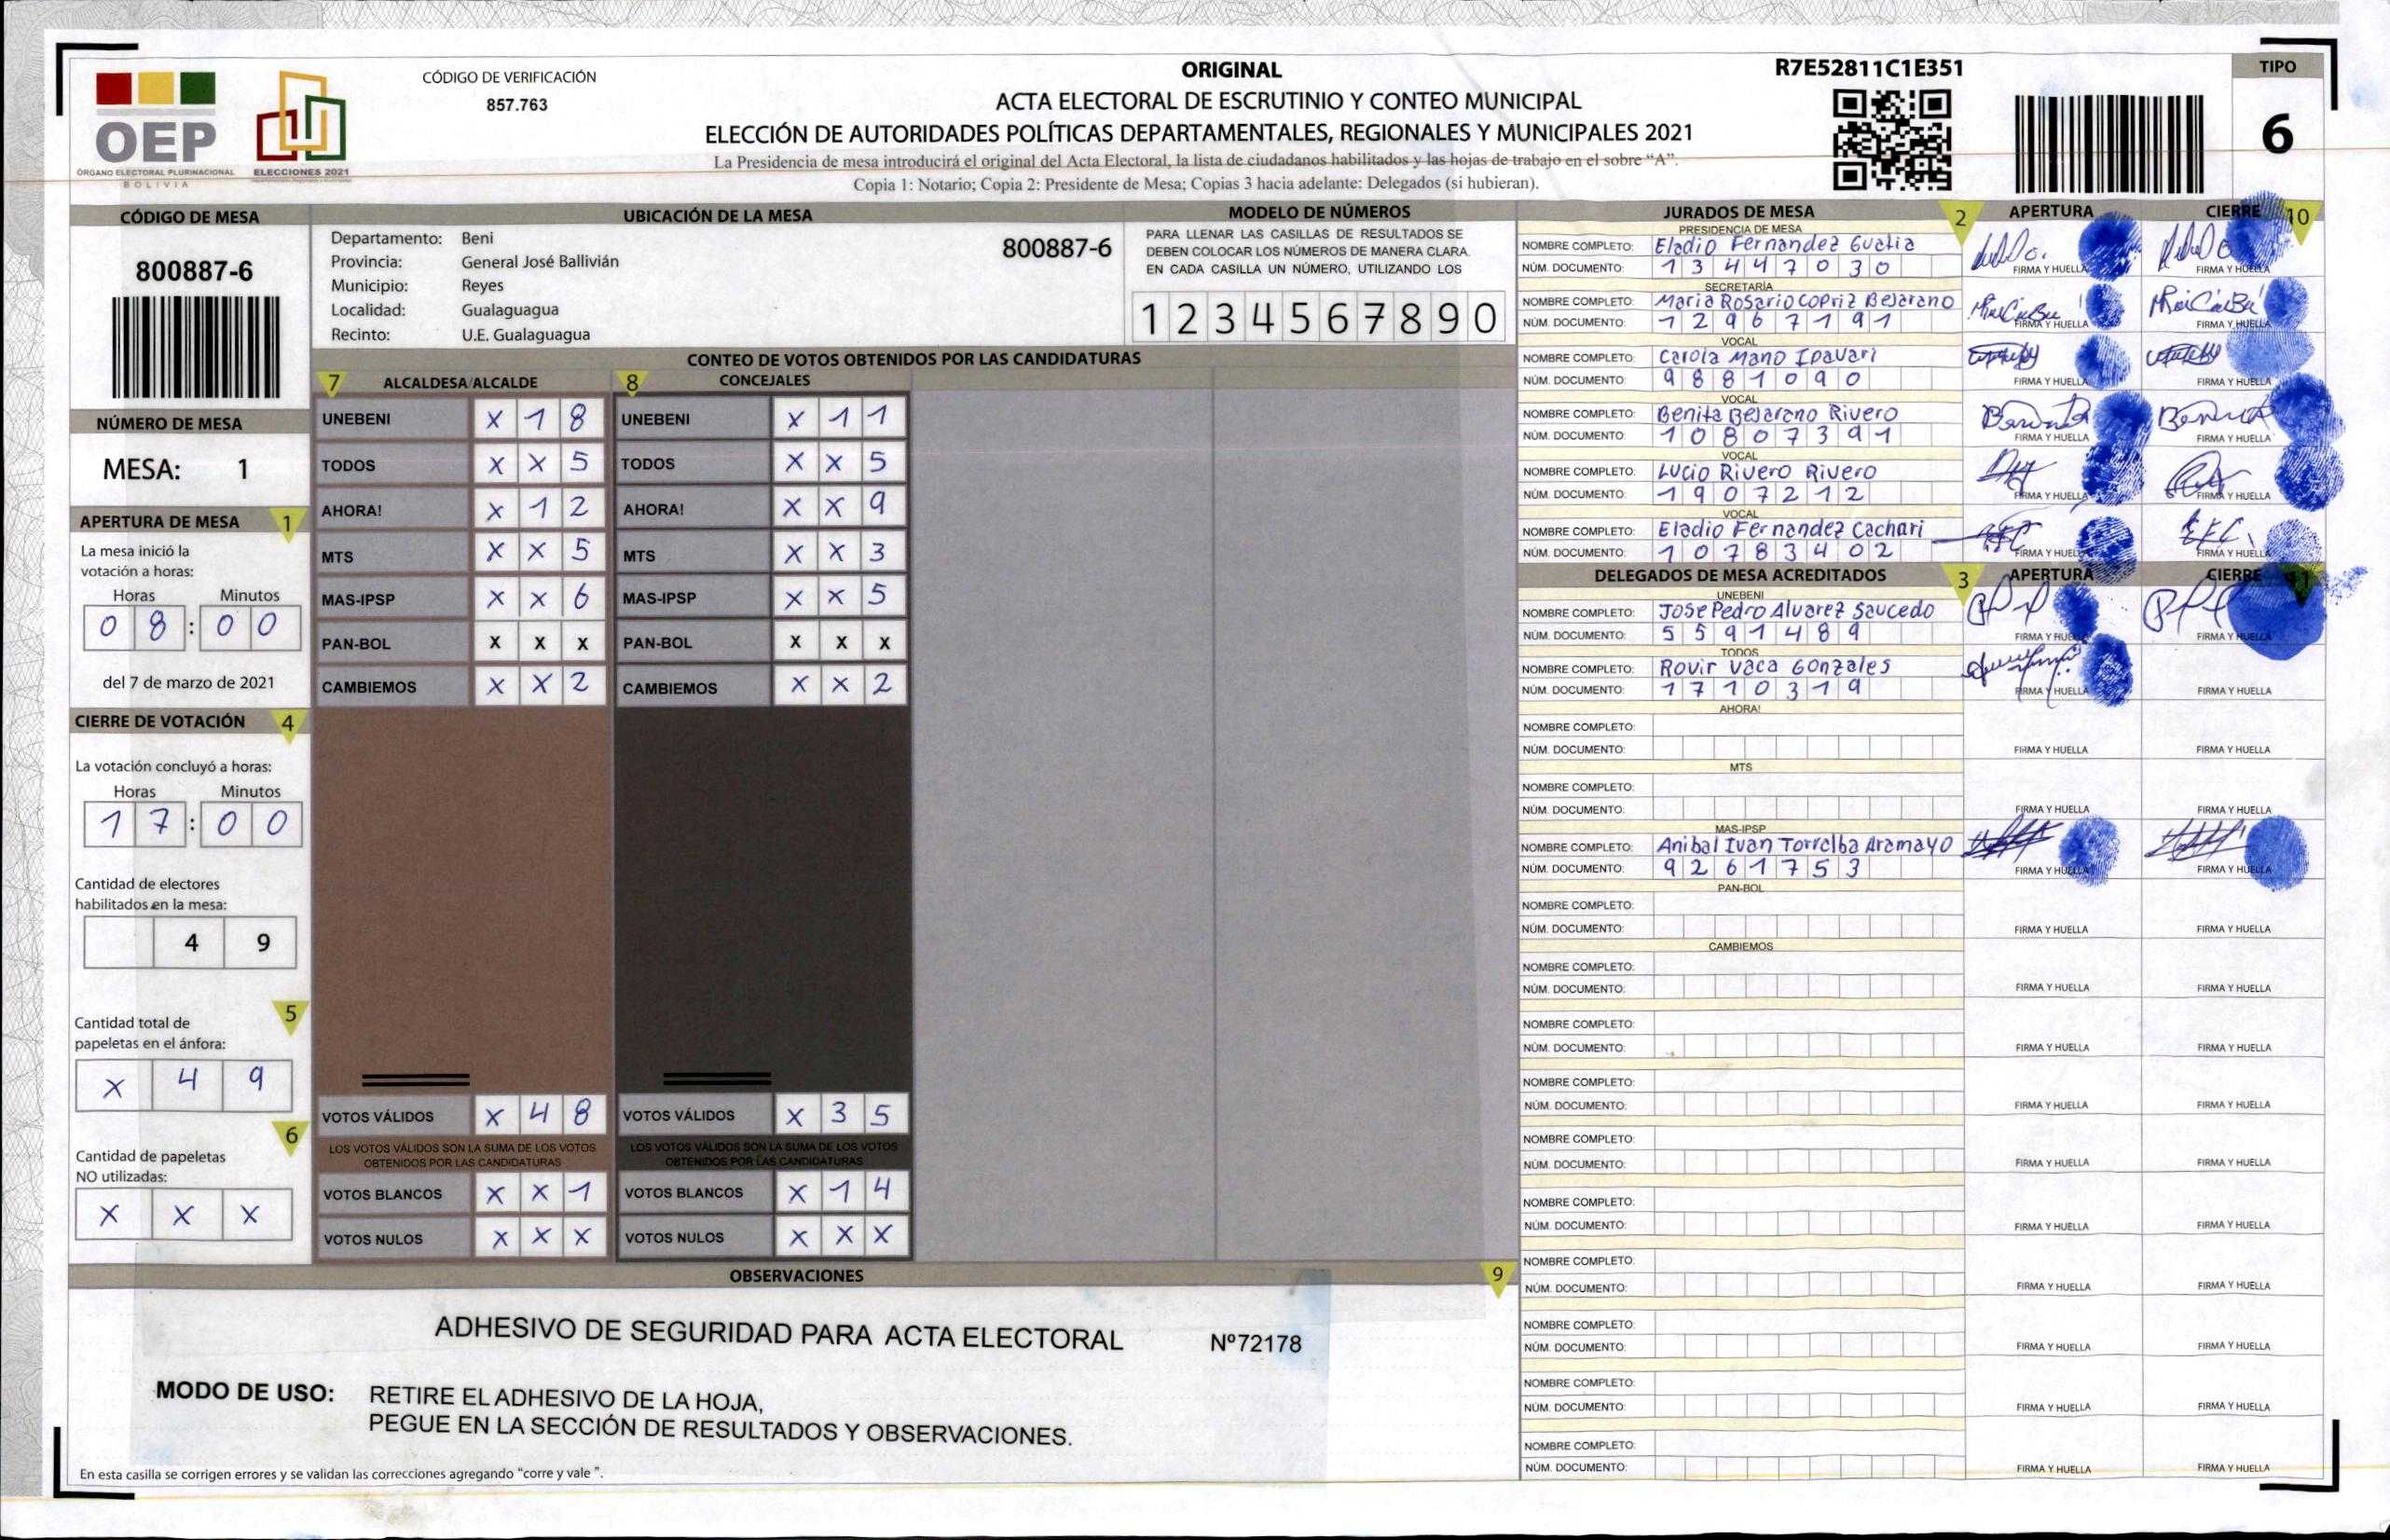 OEP
ÓRGANO ELECTORAL PLURINACIONAL
BOLIVIA
ELECCIONES 2021
CÓDIGO DE VERIFICACIÓN
857.763
ORIGINAL
ACTA ELECTORAL DE ESCRUTINIO Y CONTEO MUNICIPAL
ELECCIÓN DE AUTORIDADES POLÍTICAS DEPARTAMENTALES, REGIONALES Y MUNICIPALES 2021
La Presidencia de mesa introducirá el original del Acta Electoral, la lista de ciudadanos habilitados y las hojas de trabajo en el sobre “A”.
Copia 1: Notario; Copia 2: Presidente de Mesa; Copias 3 hacia adelante: Delegados (si hubieran).
R7E52811C1E351
TIPO
6
CÓDIGO DE MESA
800887-6
NÚMERO DE MESA
MESA: 1
APERTURA DE MESA 1
La mesa inició la
votación a horas:
Horas Minutos
0 8 : 0 0
del 7 de marzo de 2021
CIERRE DE VOTACIÓN 4
La votación concluyó a horas:
Horas Minutos
1 7 : 0 0
Cantidad de electores
habilitados en la mesa:
4 9
5
Cantidad total de
papeletas en el ánfora:
X 4 9
6
Cantidad de papeletas
NO utilizadas:
X X X
UBICACIÓN DE LA MESA
Departamento: Beni
Provincia: General José Ballivián
Municipio: Reyes
Localidad: Gualaguagua
Recinto: U.E. Gualaguagua
800887-6
MODELO DE NÚMEROS
PARA LLENAR LAS CASILLAS DE RESULTADOS SE
DEBEN COLOCAR LOS NÚMEROS DE MANERA CLARA.
EN CADA CASILLA UN NÚMERO, UTILIZANDO LOS
1 2 3 4 5 6 7 8 9 0
CONTEO DE VOTOS OBTENIDOS POR LAS CANDIDATURAS
7 ALCALDESA/ALCALDE
UNEBENI X 1 8
TODOS X X 5
AHORA! X 1 2
MTS X X 5
MAS-IPSP X X 6
PAN-BOL X X X
CAMBIEMOS X X 2
VOTOS VÁLIDOS X 4 8
LOS VOTOS VÁLIDOS SON LA SUMA DE LOS VOTOS
OBTENIDOS POR LAS CANDIDATURAS
VOTOS BLANCOS X X 1
VOTOS NULOS X X X
8 CONCEJALES
UNEBENI X 1 1
TODOS X X 5
AHORA! X X 9
MTS X X 3
MAS-IPSP X X 5
PAN-BOL X X X
CAMBIEMOS X X 2
VOTOS VÁLIDOS X 3 5
LOS VOTOS VÁLIDOS SON LA SUMA DE LOS VOTOS
OBTENIDOS POR LAS CANDIDATURAS
VOTOS BLANCOS X 1 4
VOTOS NULOS X X X
OBSERVACIONES 9
ADHESIVO DE SEGURIDAD PARA ACTA ELECTORAL Nº72178
MODO DE USO: RETIRE EL ADHESIVO DE LA HOJA,
PEGUE EN LA SECCIÓN DE RESULTADOS Y OBSERVACIONES.
En esta casilla se corrigen errores y se validan las correcciones agregando “corre y vale ”.
JURADOS DE MESA 2 APERTURA CIERRE 10
PRESIDENCIA DE MESA
NOMBRE COMPLETO: Eladio Fernandez Guatia
NÚM. DOCUMENTO: 1 3 4 4 7 0 3 0 FIRMA Y HUELLA FIRMA Y HUELLA
SECRETARÍA
NOMBRE COMPLETO: Maria Rosario Copriz Bejarano
NÚM. DOCUMENTO: 1 2 9 6 7 1 9 1 FIRMA Y HUELLA FIRMA Y HUELLA
VOCAL
NOMBRE COMPLETO: Carola Mano Ipavari
NÚM. DOCUMENTO: 9 8 8 1 0 9 0 FIRMA Y HUELLA FIRMA Y HUELLA
VOCAL
NOMBRE COMPLETO: Benita Bejarano Rivero
NÚM. DOCUMENTO: 1 0 8 0 7 3 9 1 FIRMA Y HUELLA FIRMA Y HUELLA
VOCAL
NOMBRE COMPLETO: Lucio Rivero Rivero
NÚM. DOCUMENTO: 1 9 0 7 2 1 2 FIRMA Y HUELLA FIRMA Y HUELLA
VOCAL
NOMBRE COMPLETO: Eladio Fernandez Cachari
NÚM. DOCUMENTO: 1 0 7 8 3 4 0 2 FIRMA Y HUELLA FIRMA Y HUELLA
DELEGADOS DE MESA ACREDITADOS 3 APERTURA CIERRE 11
UNEBENI
NOMBRE COMPLETO: Jose Pedro Alvarez Saucedo
NÚM. DOCUMENTO: 5 5 9 1 4 8 9 FIRMA Y HUELLA FIRMA Y HUELLA
TODOS
NOMBRE COMPLETO: Rovir Vaca Gonzales
NÚM. DOCUMENTO: 1 7 1 0 3 1 9 FIRMA Y HUELLA FIRMA Y HUELLA
AHORA!
NOMBRE COMPLETO:
NÚM. DOCUMENTO: FIRMA Y HUELLA FIRMA Y HUELLA
MTS
NOMBRE COMPLETO:
NÚM. DOCUMENTO: FIRMA Y HUELLA FIRMA Y HUELLA
MAS-IPSP
NOMBRE COMPLETO: Anibal Ivan Torrelba Aramayo
NÚM. DOCUMENTO: 9 2 6 1 7 5 3 FIRMA Y HUELLA FIRMA Y HUELLA
PAN-BOL
NOMBRE COMPLETO:
NÚM. DOCUMENTO: FIRMA Y HUELLA FIRMA Y HUELLA
CAMBIEMOS
NOMBRE COMPLETO:
NÚM. DOCUMENTO: FIRMA Y HUELLA FIRMA Y HUELLA
NOMBRE COMPLETO:
NÚM. DOCUMENTO: FIRMA Y HUELLA FIRMA Y HUELLA
NOMBRE COMPLETO:
NÚM. DOCUMENTO: FIRMA Y HUELLA FIRMA Y HUELLA
NOMBRE COMPLETO:
NÚM. DOCUMENTO: FIRMA Y HUELLA FIRMA Y HUELLA
NOMBRE COMPLETO:
NÚM. DOCUMENTO: FIRMA Y HUELLA FIRMA Y HUELLA
NOMBRE COMPLETO:
NÚM. DOCUMENTO: FIRMA Y HUELLA FIRMA Y HUELLA
NOMBRE COMPLETO:
NÚM. DOCUMENTO: FIRMA Y HUELLA FIRMA Y HUELLA
NOMBRE COMPLETO:
NÚM. DOCUMENTO: FIRMA Y HUELLA FIRMA Y HUELLA
NOMBRE COMPLETO:
NÚM. DOCUMENTO: FIRMA Y HUELLA FIRMA Y HUELLA